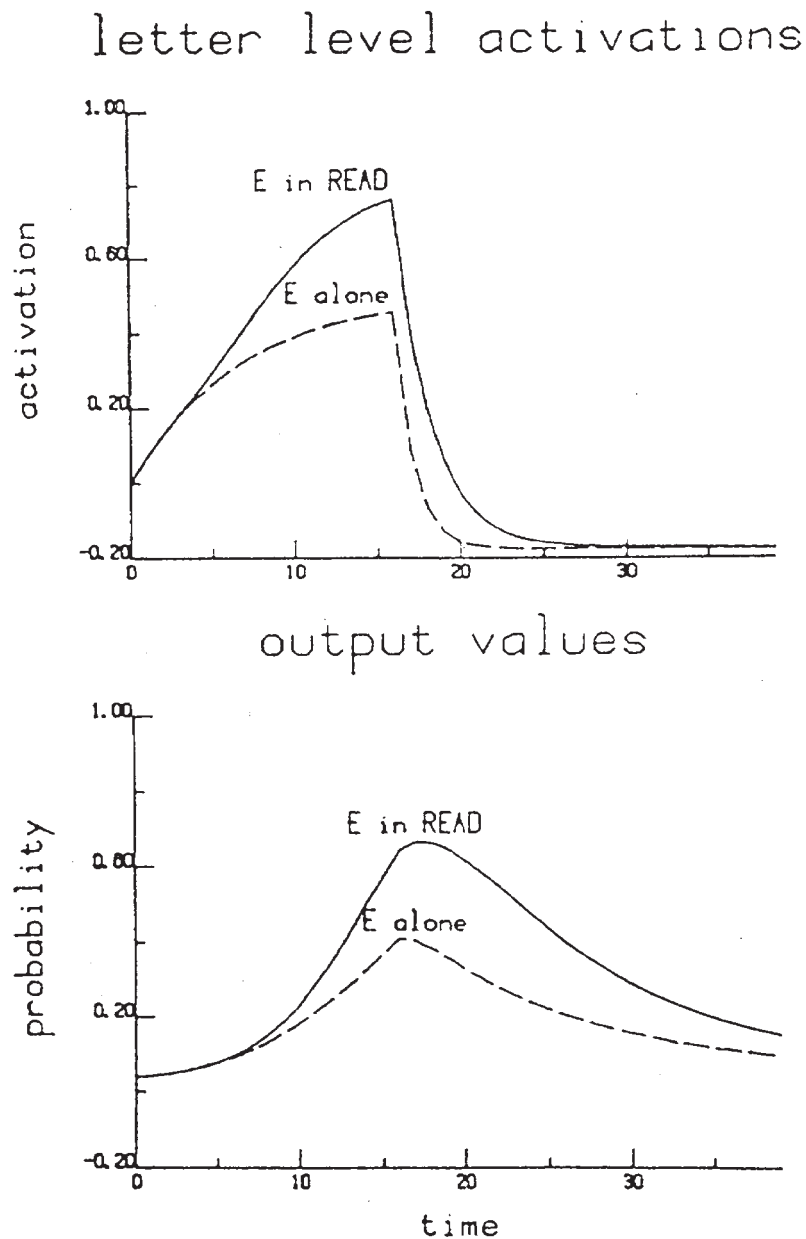 letter level activations
1.00
E in READ
0.60
E alone
activation
0.20
-0.20
0 10 20 30
output values
1.00
E in READ
0.60
E alone
probability
0.20
-0.20
0 10 20 30
time